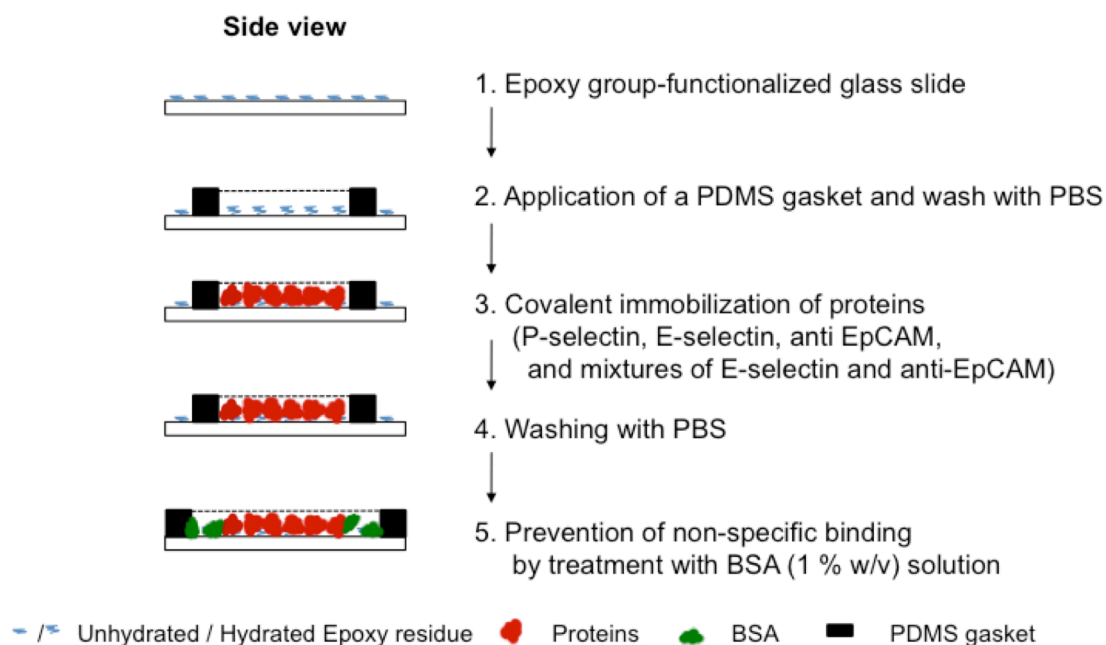 Side view
1. Epoxy group-functionalized glass slide
2. Application of a PDMS gasket and wash with PBS
3. Covalent immobilization of proteins
(P-selectin, E-selectin, anti EpCAM,
and mixtures of E-selectin and anti-EpCAM)
4. Washing with PBS
5. Prevention of non-specific binding
by treatment with BSA (1 % w/v) solution
/ Unhydrated / Hydrated Epoxy residue Proteins BSA PDMS gasket